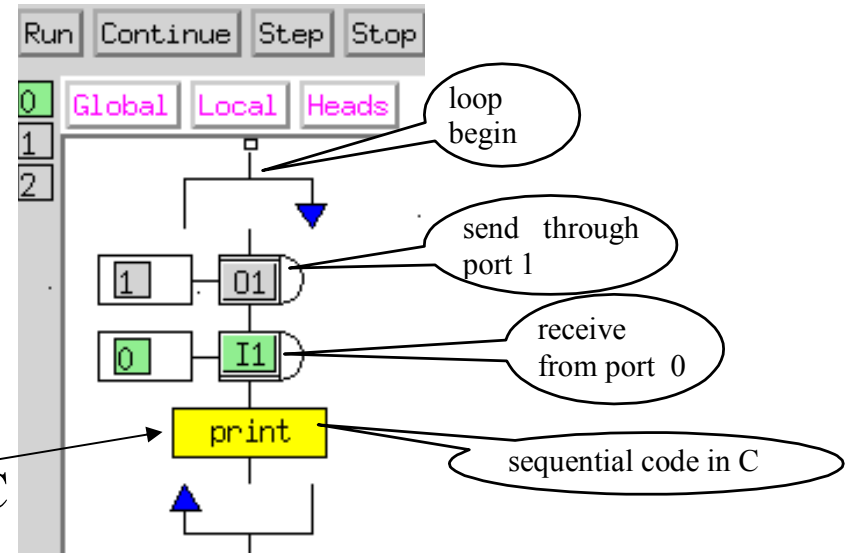 Run Continue Step Stop
0 Global Local Heads
1
2
loop
begin
send through
port 1
1 O1
receive
from port 0
0 I1
print
sequential code in C
C